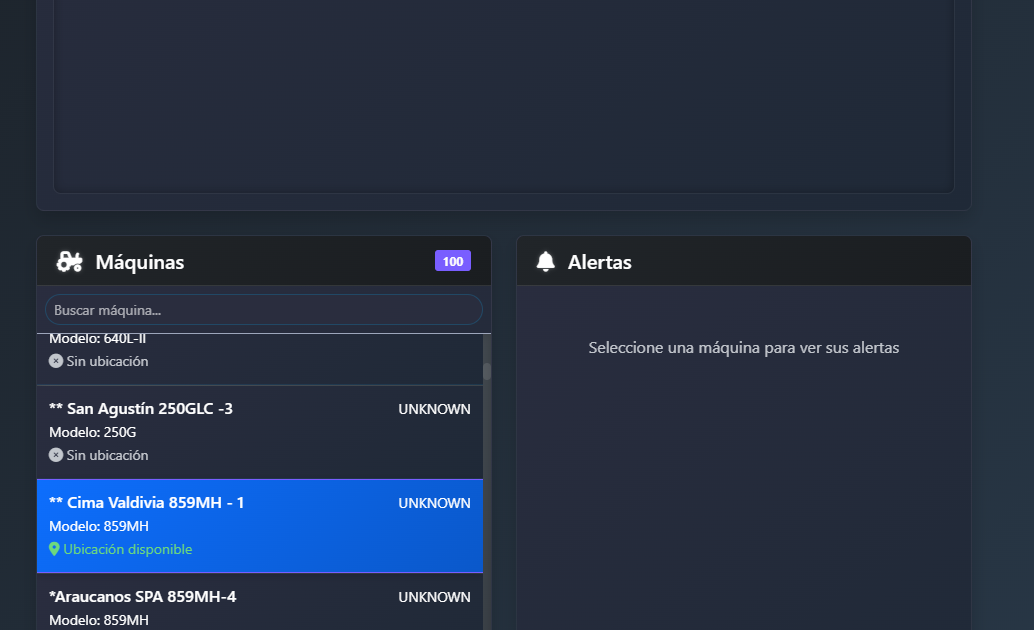 Máquinas
100
Buscar máquina...
Modelo: 640L-II
Sin ubicación
** San Agustín 250GLC -3
UNKNOWN
Modelo: 250G
Sin ubicación
** Cima Valdivia 859MH - 1
UNKNOWN
Modelo: 859MH
Ubicación disponible
*Araucanos SPA 859MH-4
UNKNOWN
Modelo: 859MH
Alertas
Seleccione una máquina para ver sus alertas